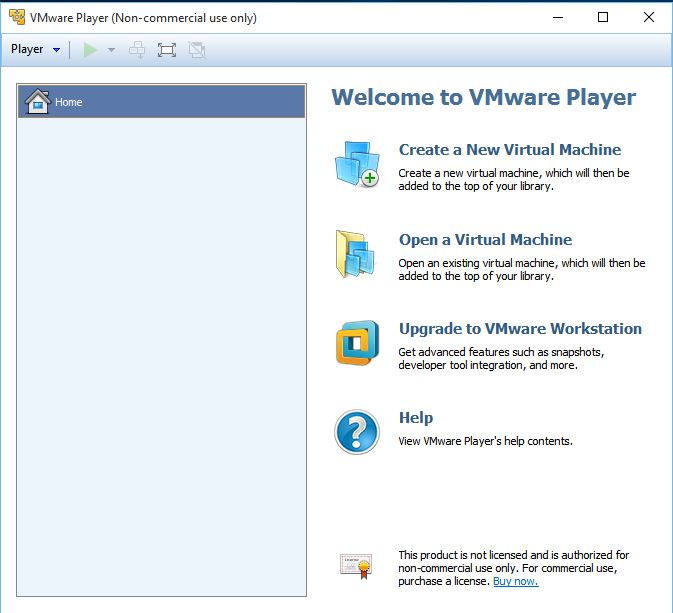 VMware Player (Non-commercial use only)
Player
Home
Welcome to VMware Player
Create a New Virtual Machine
Create a new virtual machine, which will then be
added to the top of your library.
Open a Virtual Machine
Open an existing virtual machine, which will then be
added to the top of your library.
Upgrade to VMware Workstation
Get advanced features such as snapshots,
developer tool integration, and more.
Help
View VMware Player's help contents.
This product is not licensed and is authorized for
non-commercial use only. For commercial use,
purchase a license. Buy now.